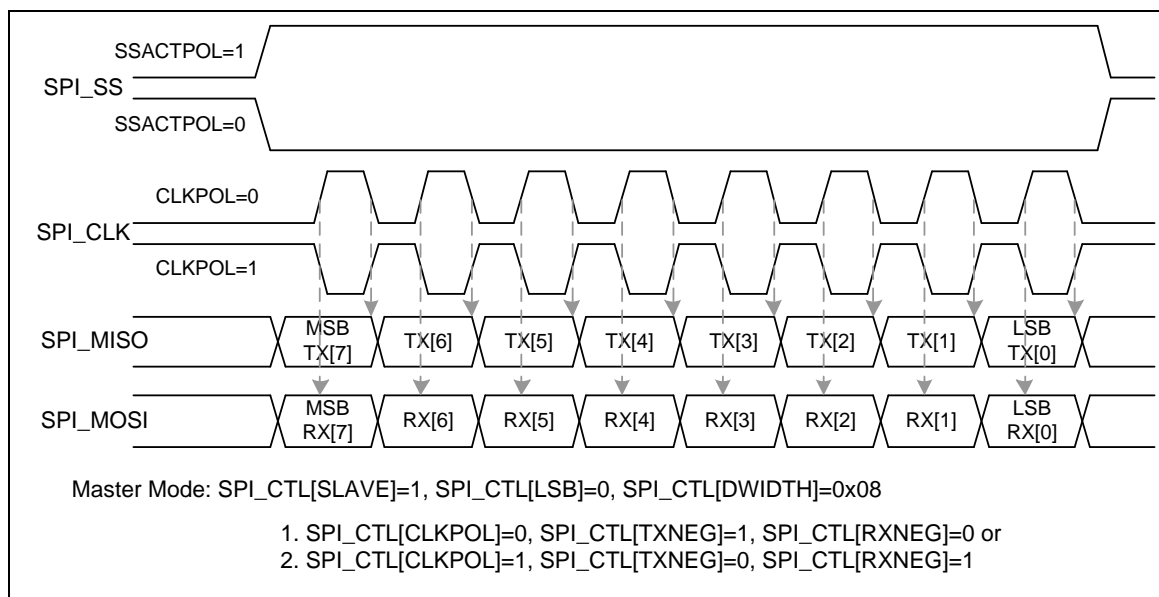 SSACTPOL=1
SPI_SS
SSACTPOL=0
CLKPOL=0
SPI_CLK
CLKPOL=1
SPI_MISO
MSB TX[7] TX[6] TX[5] TX[4] TX[3] TX[2] TX[1] LSB TX[0]
SPI_MOSI
MSB RX[7] RX[6] RX[5] RX[4] RX[3] RX[2] RX[1] LSB RX[0]
Master Mode: SPI_CTL[SLAVE]=1, SPI_CTL[LSB]=0, SPI_CTL[DWIDTH]=0x08
1. SPI_CTL[CLKPOL]=0, SPI_CTL[TXNEG]=1, SPI_CTL[RXNEG]=0 or
2. SPI_CTL[CLKPOL]=1, SPI_CTL[TXNEG]=0, SPI_CTL[RXNEG]=1